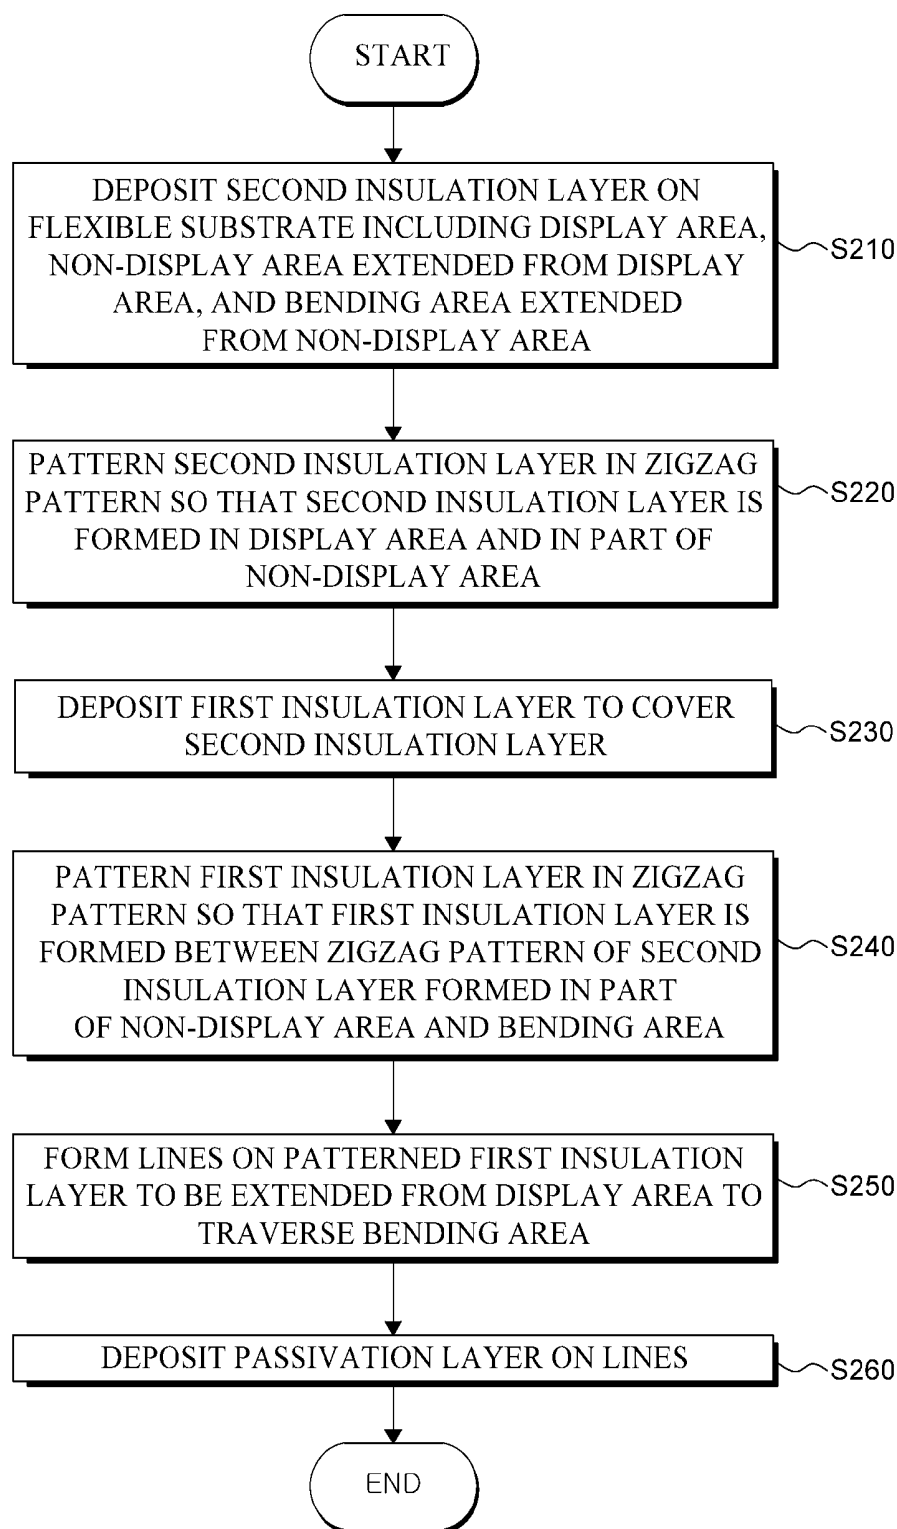 START
DEPOSIT SECOND INSULATION LAYER ON
FLEXIBLE SUBSTRATE INCLUDING DISPLAY AREA,
NON-DISPLAY AREA EXTENDED FROM DISPLAY
AREA, AND BENDING AREA EXTENDED
FROM NON-DISPLAY AREA
S210
PATTERN SECOND INSULATION LAYER IN ZIGZAG
PATTERN SO THAT SECOND INSULATION LAYER IS
FORMED IN DISPLAY AREA AND IN PART OF
NON-DISPLAY AREA
S220
DEPOSIT FIRST INSULATION LAYER TO COVER
SECOND INSULATION LAYER
S230
PATTERN FIRST INSULATION LAYER IN ZIGZAG
PATTERN SO THAT FIRST INSULATION LAYER IS
FORMED BETWEEN ZIGZAG PATTERN OF SECOND
INSULATION LAYER FORMED IN PART
OF NON-DISPLAY AREA AND BENDING AREA
S240
FORM LINES ON PATTERNED FIRST INSULATION
LAYER TO BE EXTENDED FROM DISPLAY AREA TO
TRAVERSE BENDING AREA
S250
DEPOSIT PASSIVATION LAYER ON LINES
S260
END